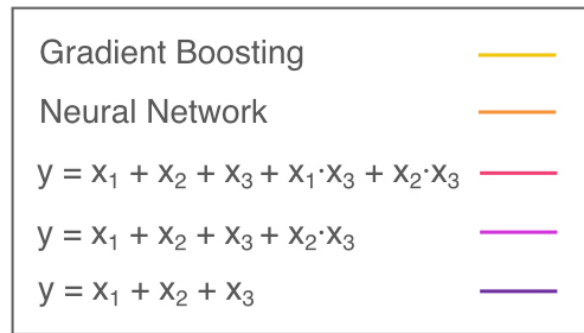 Gradient Boosting
Neural Network
y = x₁ + x₂ + x₃ + x₁·x₃ + x₂·x₃
y = x₁ + x₂ + x₃ + x₂·x₃
y = x₁ + x₂ + x₃